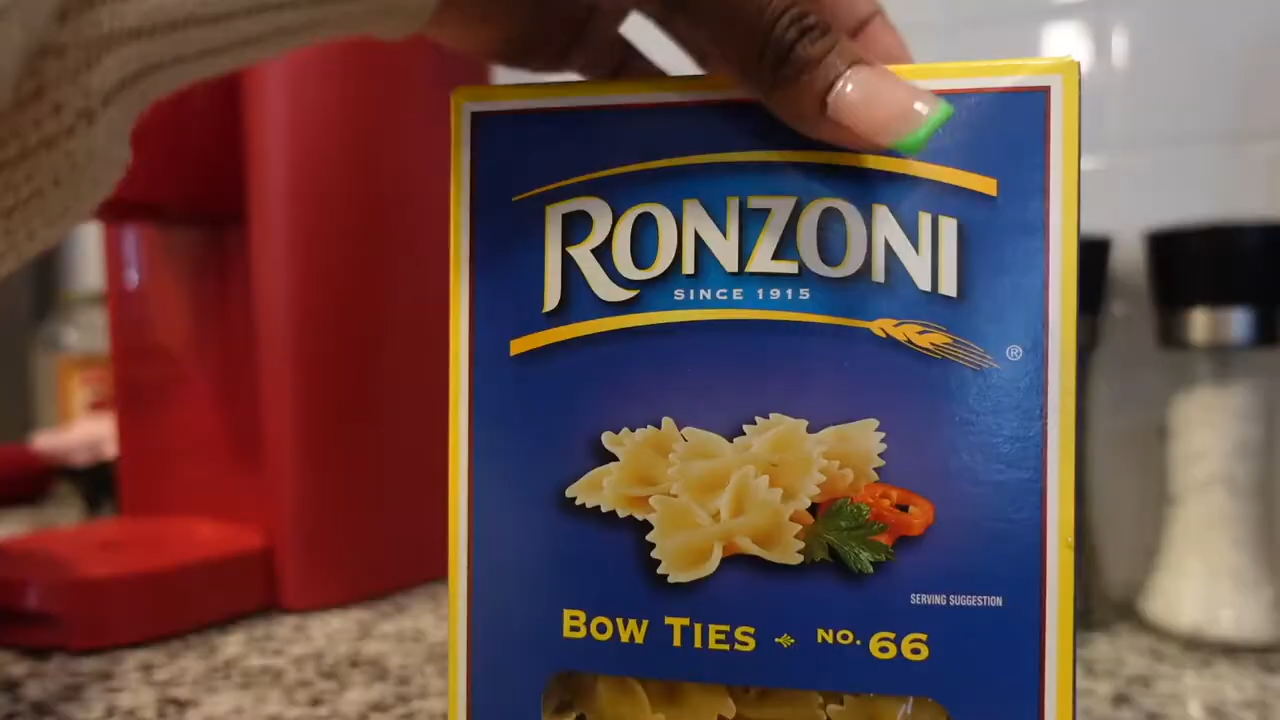 RONZONI
SINCE 1915
®
SERVING SUGGESTION
BOW TIES NO. 66